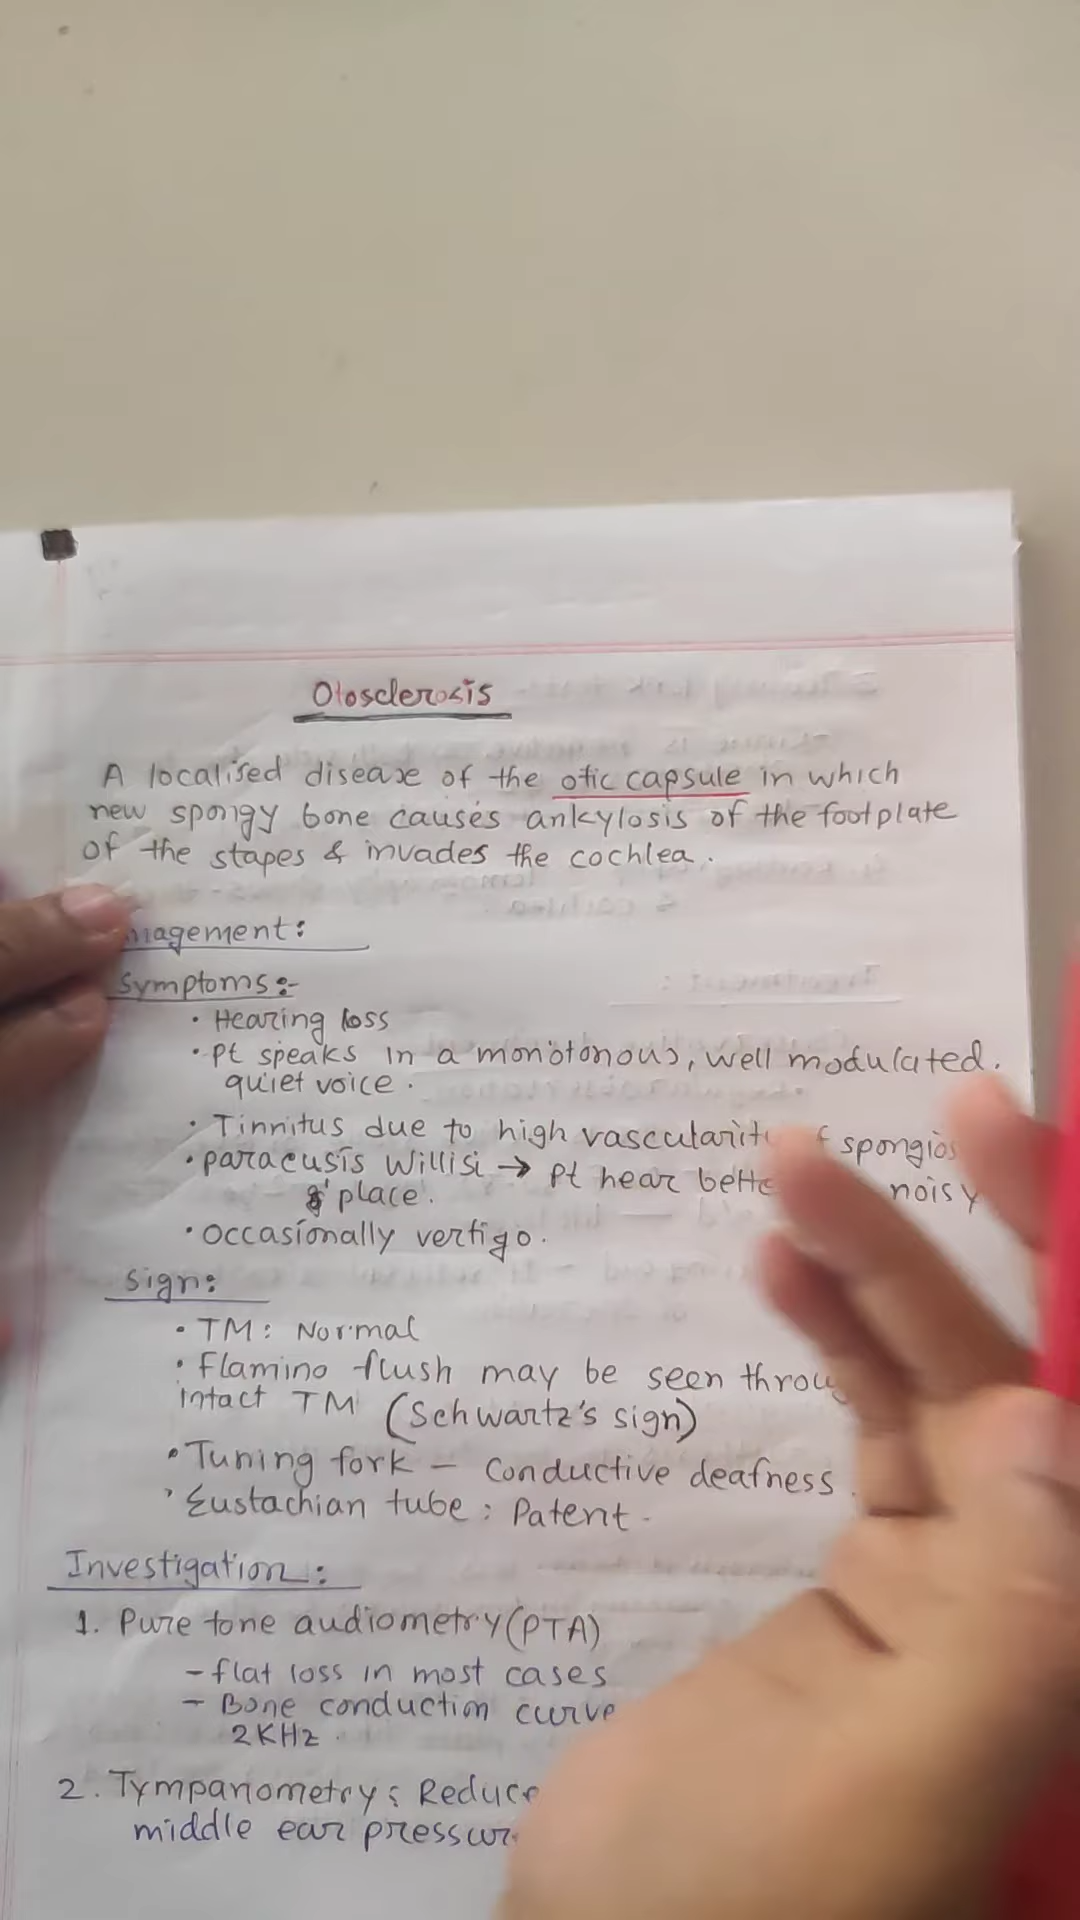 Otosclerosis
A localised disease of the otic capsule in which
new spongy bone causes ankylosis of the footplate
of the stapes & invades the cochlea.
nagement:
Symptoms:-
• Hearing loss
• Pt speaks in a monotonous, well modulated.
quiet voice.
• Tinnitus due to high vascularit f spongios
• paracusis Willisi → pt hear bette noisy
place.
• Occasionally vertigo.
Sign:
• TM: Normal
• Flamino flush may be seen throu
intact TM (Schwartz's sign)
• Tuning fork – Conductive deafness.
• Eustachian tube: Patent.
Investigation:
1. Pure tone audiometry (PTA)
– flat loss in most cases
– Bone conduction curve
2KHz.
2. Tympanometry: Reduce
middle ear pressur